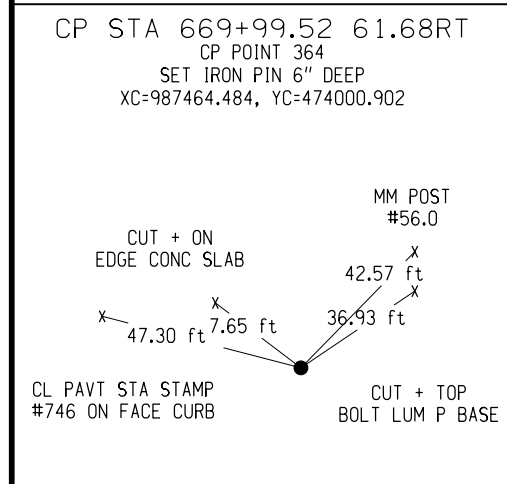 CP STA 669+99.52 61.68RT
CP POINT 364
SET IRON PIN 6" DEEP
XC=987464.484, YC=474000.902
MM POST
#56.0
CUT + ON
EDGE CONC SLAB
X
42.57 ft
X
X
X
47.30 ft
7.65 ft
36.93 ft
CL PAVT STA STAMP
#746 ON FACE CURB
CUT + TOP
BOLT LUM P BASE